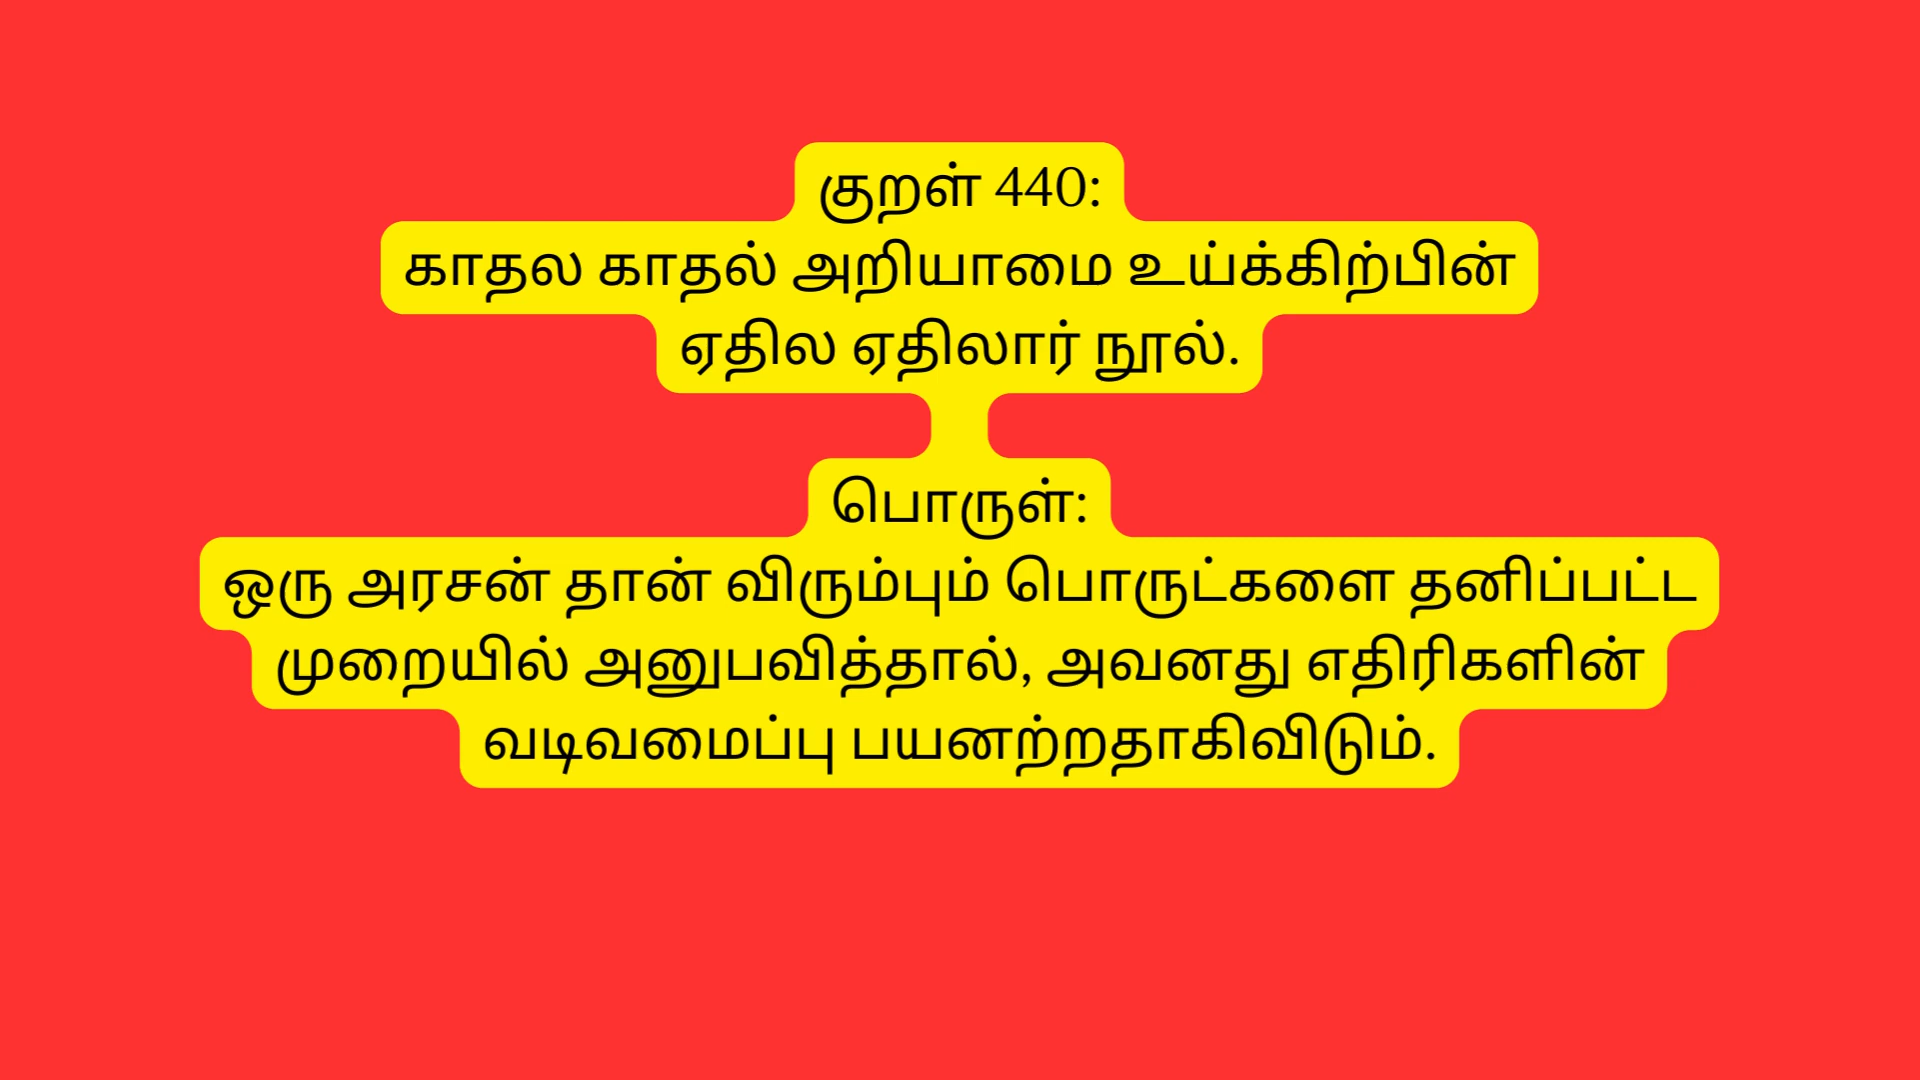 குறள் 440:
காதல காதல் அறியாமை உய்க்கிற்பின்
ஏதில ஏதிலார் நூல்.
பொருள்:
ஒரு அரசன் தான் விரும்பும் பொருட்களை தனிப்பட்ட
முறையில் அனுபவித்தால், அவனது எதிரிகளின்
வடிவமைப்பு பயனற்றதாகிவிடும்.